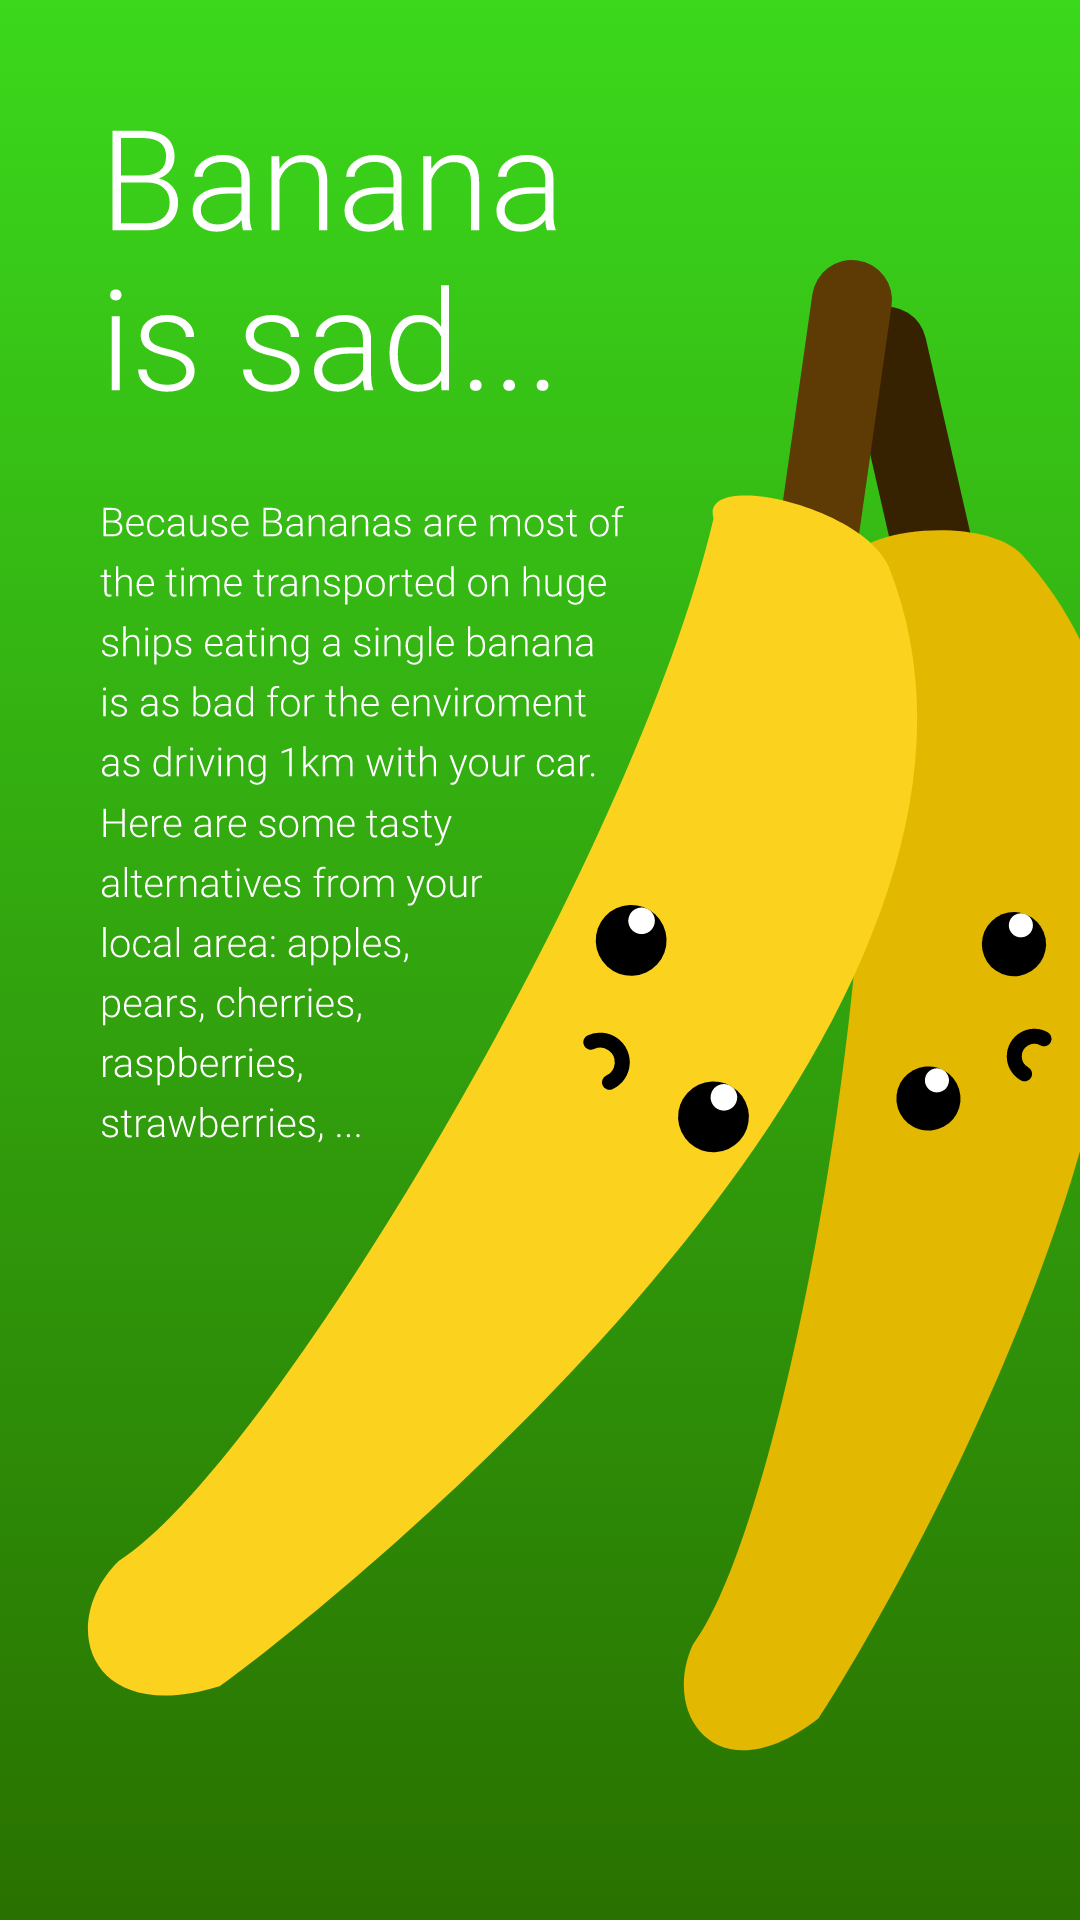 Banana
is sad...
Because Bananas are most of
the time transported on huge
ships eating a single banana
is as bad for the enviroment
as driving 1km with your car.
Here are some tasty
alternatives from your
local area: apples,
pears, cherries,
raspberries,
strawberries, ...